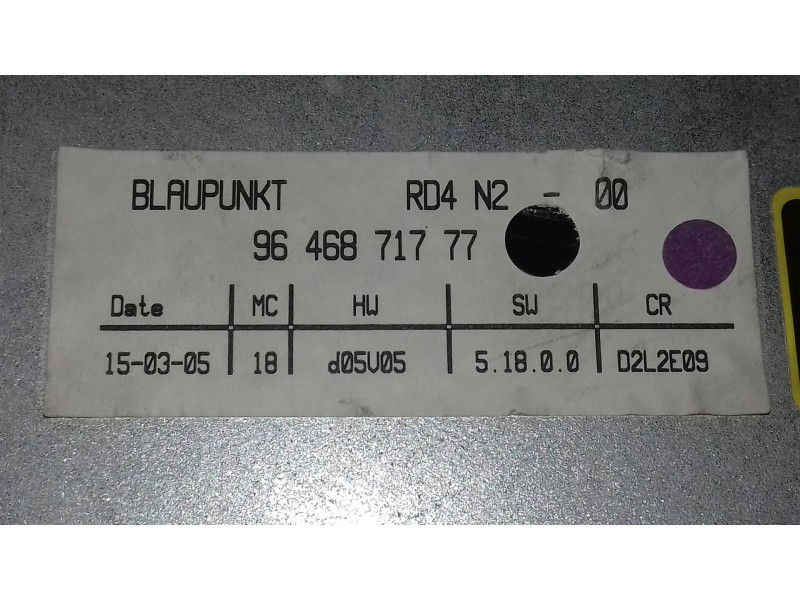 BLAUPUNKT RD4 N2 - 00
96 468 717 77
Date MC HW SW CR
15-03-05 18 d05V05 5.18.0.0 D2L2E09